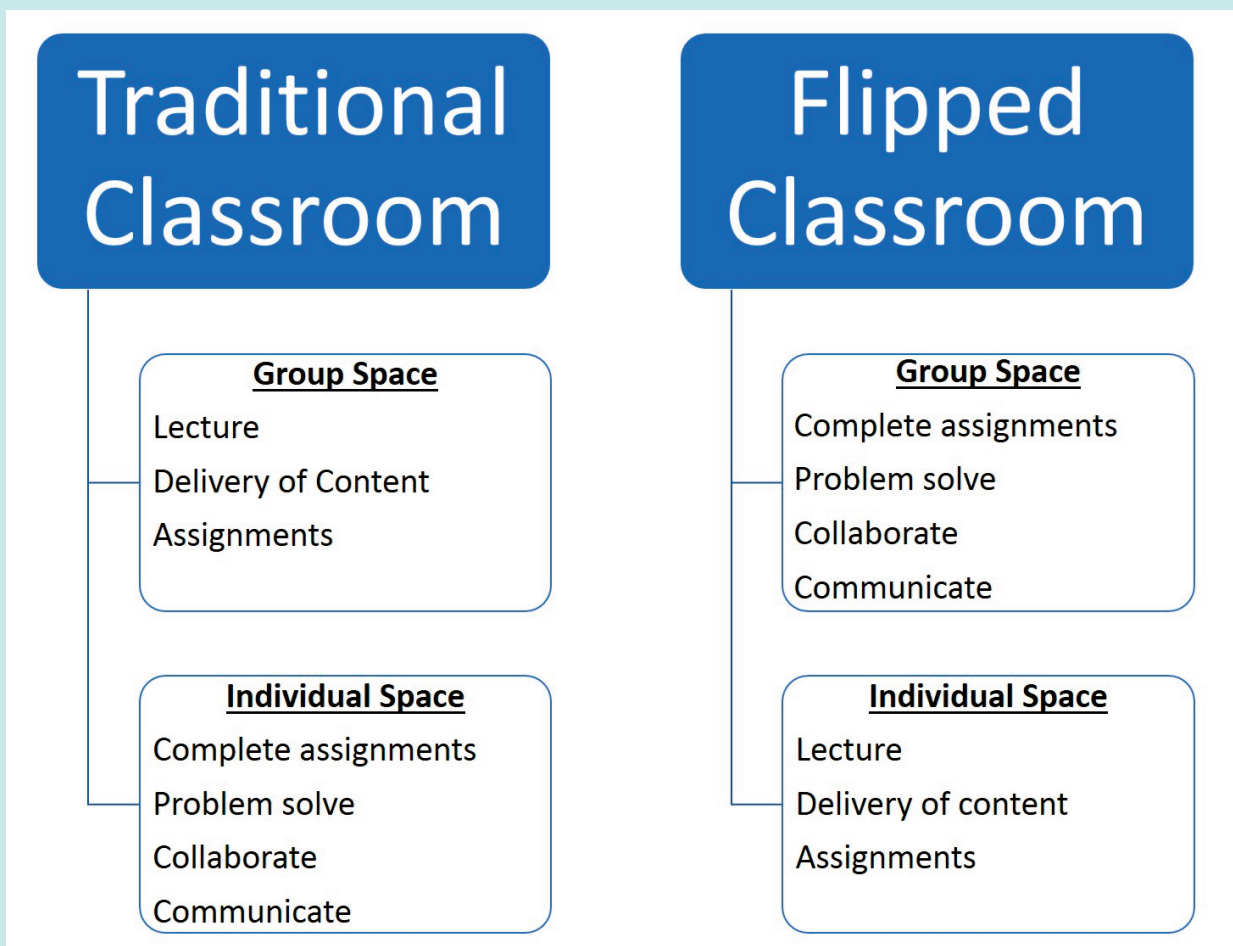 Traditional
Classroom
Group Space
Lecture
Delivery of Content
Assignments
Individual Space
Complete assignments
Problem solve
Collaborate
Communicate
Flipped
Classroom
Group Space
Complete assignments
Problem solve
Collaborate
Communicate
Individual Space
Lecture
Delivery of content
Assignments